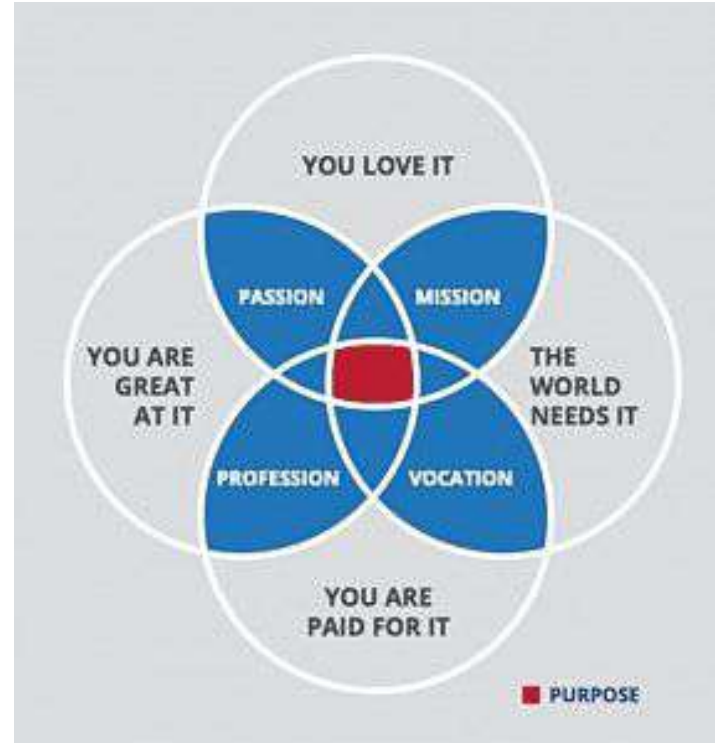 YOU LOVE IT
PASSION
MISSION
YOU ARE
GREAT
AT IT
THE
WORLD
NEEDS IT
PROFESSION
VOCATION
YOU ARE
PAID FOR IT
PURPOSE